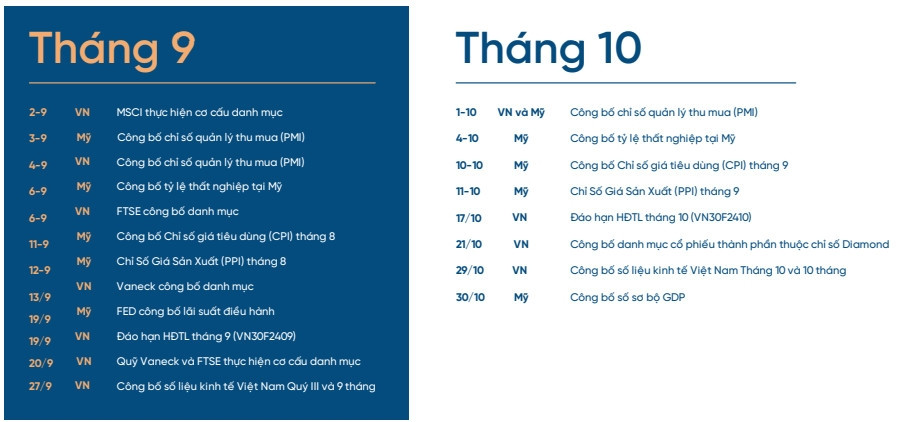 Tháng 9
2-9 VN MSCI thực hiện cơ cấu danh mục
3-9 Mỹ Công bố chỉ số quản lý thu mua (PMI)
4-9 VN Công bố chỉ số quản lý thu mua (PMI)
6-9 Mỹ Công bố tỷ lệ thất nghiệp tại Mỹ
6-9 VN FTSE công bố danh mục
11-9 Mỹ Công bố Chỉ số giá tiêu dùng (CPI) tháng 8
12-9 Mỹ Chỉ Số Giá Sản Xuất (PPI) tháng 8
13/9 VN Vaneck công bố danh mục
19/9 Mỹ FED công bố lãi suất điều hành
19/9 VN Đáo hạn HĐTL tháng 9 (VN30F2409)
20/9 VN Quỹ Vaneck và FTSE thực hiện cơ cấu danh mục
27/9 VN Công bố số liệu kinh tế Việt Nam Quý III và 9 tháng
Tháng 10
1-10 VN và Mỹ Công bố chỉ số quản lý thu mua (PMI)
4-10 Mỹ Công bố tỷ lệ thất nghiệp tại Mỹ
10-10 Mỹ Công bố Chỉ số giá tiêu dùng (CPI) tháng 9
11-10 Mỹ Chỉ Số Giá Sản Xuất (PPI) tháng 9
17/10 VN Đáo hạn HĐTL tháng 10 (VN30F2410)
21/10 VN Công bố danh mục cổ phiếu thành phần thuộc chỉ số Diamond
29/10 VN Công bố số liệu kinh tế Việt Nam Tháng 10 và 10 tháng
30/10 Mỹ Công bố số sơ bộ GDP